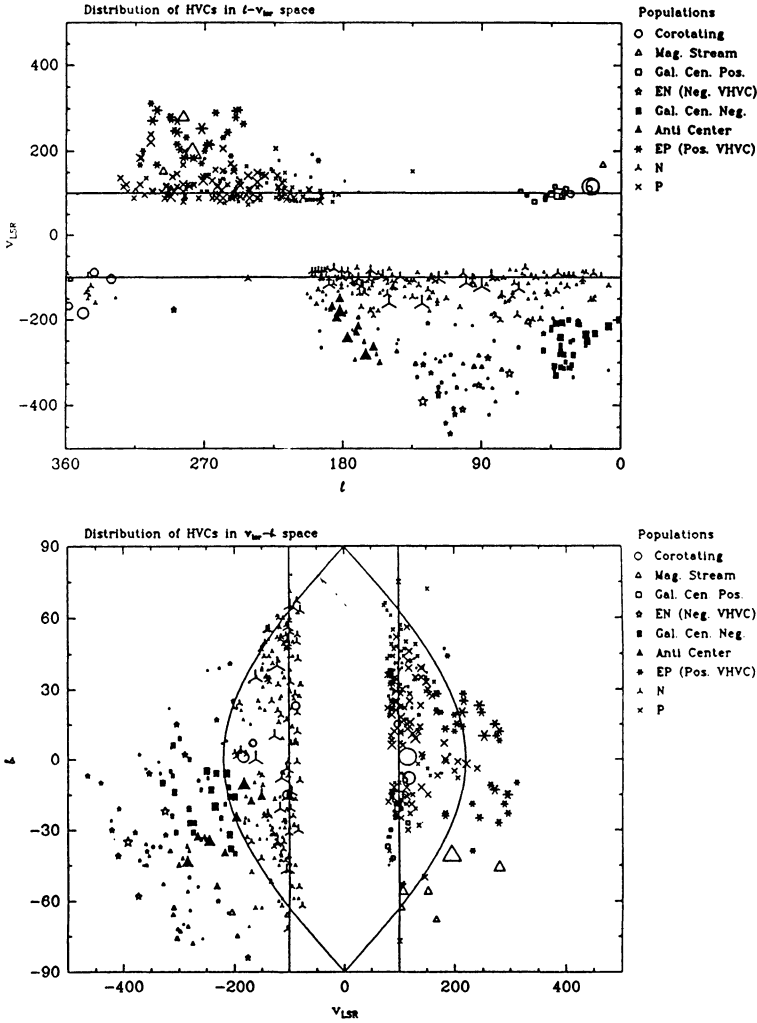 Distribution of HVCs in ℓ-v_lsr space
Populations
Corotating
Mag. Stream
Gal. Cen. Pos.
EN (Neg. VHVC)
Gal. Cen. Neg.
Anti Center
EP (Pos. VHVC)
N
P
400
200
0
−200
−400
v_LSR
360
270
180
90
0
ℓ
Distribution of HVCs in v_lsr-b space
Populations
Corotating
Mag. Stream
Gal. Cen. Pos.
EN (Neg. VHVC)
Gal. Cen. Neg.
Anti Center
EP (Pos. VHVC)
N
P
90
60
30
0
−30
−60
−90
b
−400
−200
0
200
400
v_LSR